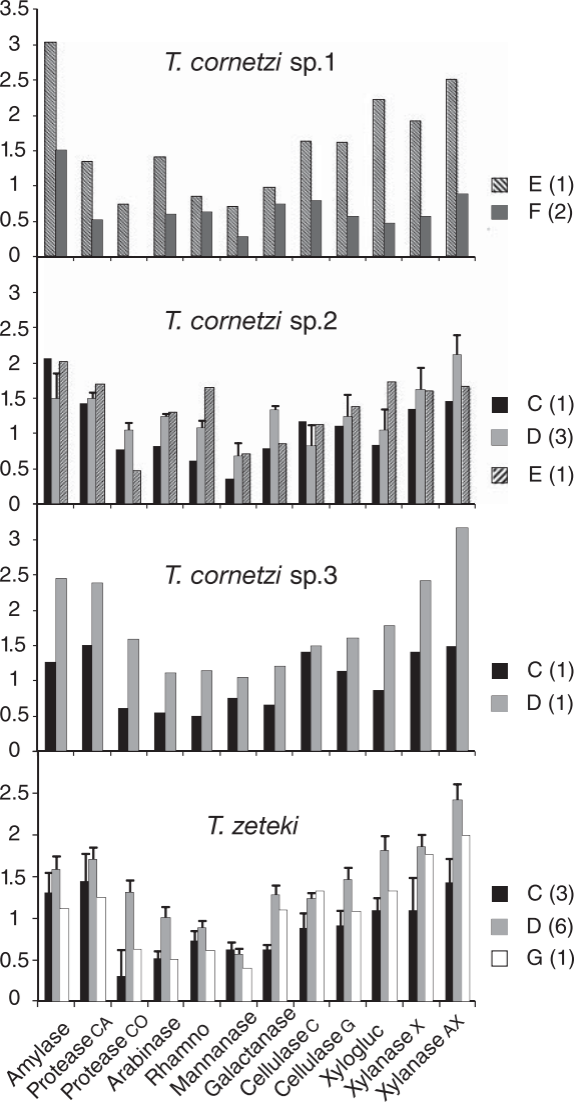 3.5
3
2.5
2
1.5
1
0.5
0
T. cornetzi sp.1
E (1)
F (2)
3
2.5
2
1.5
1
0.5
0
T. cornetzi sp.2
C (1)
D (3)
E (1)
3
2.5
2
1.5
1
0.5
0
T. cornetzi sp.3
C (1)
D (1)
2.5
2
1.5
1
0.5
0
T. zeteki
C (3)
D (6)
G (1)
Amylase
Protease CA
Protease CO
Arabinase
Rhamno
Mannanase
Galactanase
Cellulase C
Cellulase G
Xylogluc
Xylanase X
Xylanase AX